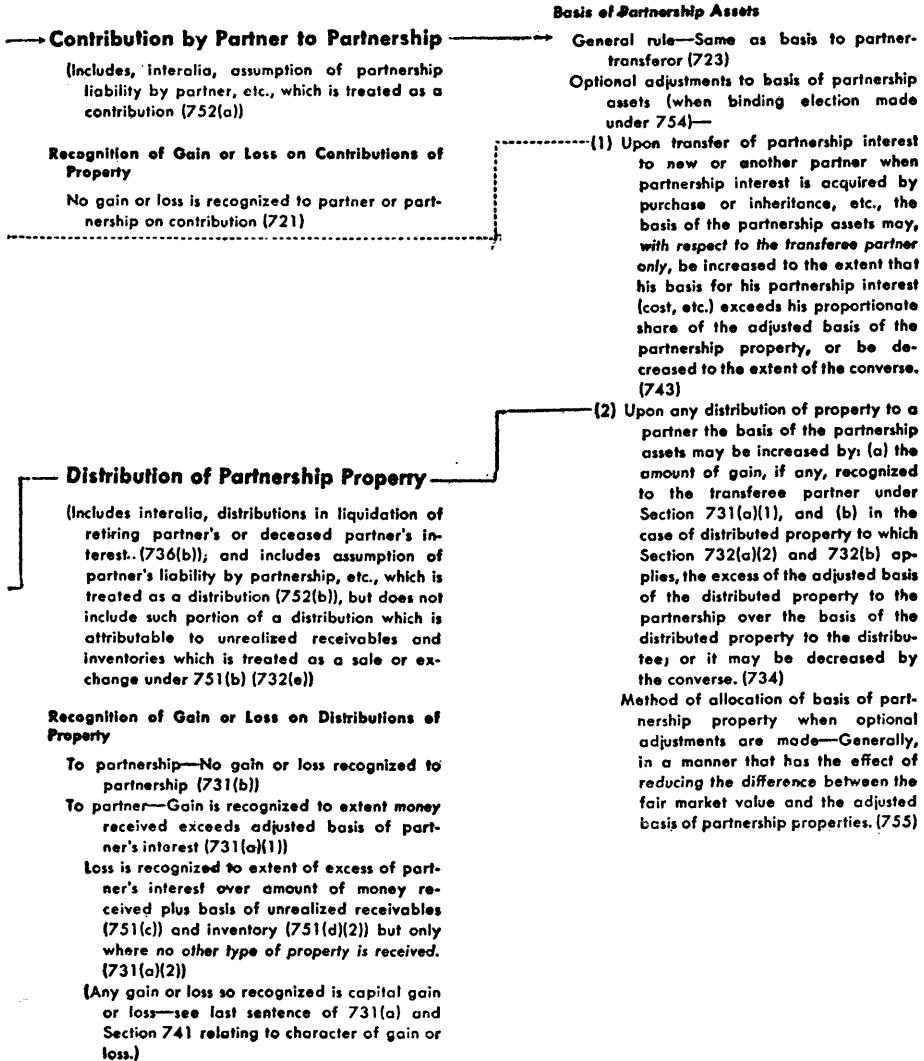 Contribution by Partner to Partnership
(Includes, interalia, assumption of partnership
liability by partner, etc., which is treated as a
contribution (752(a))
Recognition of Gain or Loss on Contributions of
Property
No gain or loss is recognized to partner or part-
nership on contribution (721)
Distribution of Partnership Property
(Includes interalia, distributions in liquidation of
retiring partner's or deceased partner's in-
terest.. (736(b)); and includes assumption of
partner's liability by partnership, etc., which is
treated as a distribution (752(b)), but does not
include such portion of a distribution which is
attributable to unrealized receivables and
inventories which is treated as a sale or ex-
change under 751(b) (732(e))
Recognition of Gain or Loss on Distributions of
Property
To partnership—No gain or loss recognized to
partnership (731(b))
To partner—Gain is recognized to extent money
received exceeds adjusted basis of part-
ner's interest (731(a)(1))
Loss is recognized to extent of excess of part-
ner's interest over amount of money re-
ceived plus basis of unrealized receivables
(751(c)) and inventory (751(d)(2)) but only
where no other type of property is received.
(731(a)(2))
(Any gain or loss so recognized is capital gain
or loss—see last sentence of 731(a) and
Section 741 relating to character of gain or
loss.)
Basis of Partnership Assets
General rule—Same as basis to partner-
transferor (723)
Optional adjustments to basis of partnership
assets (when binding election made
under 754)—
(1) Upon transfer of partnership interest
to new or another partner when
partnership interest is acquired by
purchase or inheritance, etc., the
basis of the partnership assets may,
with respect to the transferee partner
only, be increased to the extent that
his basis for his partnership interest
(cost, etc.) exceeds his proportionate
share of the adjusted basis of the
partnership property, or be de-
creased to the extent of the converse.
(743)
(2) Upon any distribution of property to a
partner the basis of the partnership
assets may be increased by: (a) the
amount of gain, if any, recognized
to the transferee partner under
Section 731(a)(1), and (b) in the
case of distributed property to which
Section 732(a)(2) and 732(b) ap-
plies, the excess of the adjusted basis
of the distributed property to the
partnership over the basis of the
distributed property to the distribu-
tee; or it may be decreased by
the converse. (734)
Method of allocation of basis of part-
nership property when optional
adjustments are made—Generally,
in a manner that has the effect of
reducing the difference between the
fair market value and the adjusted
basis of partnership properties. (755)